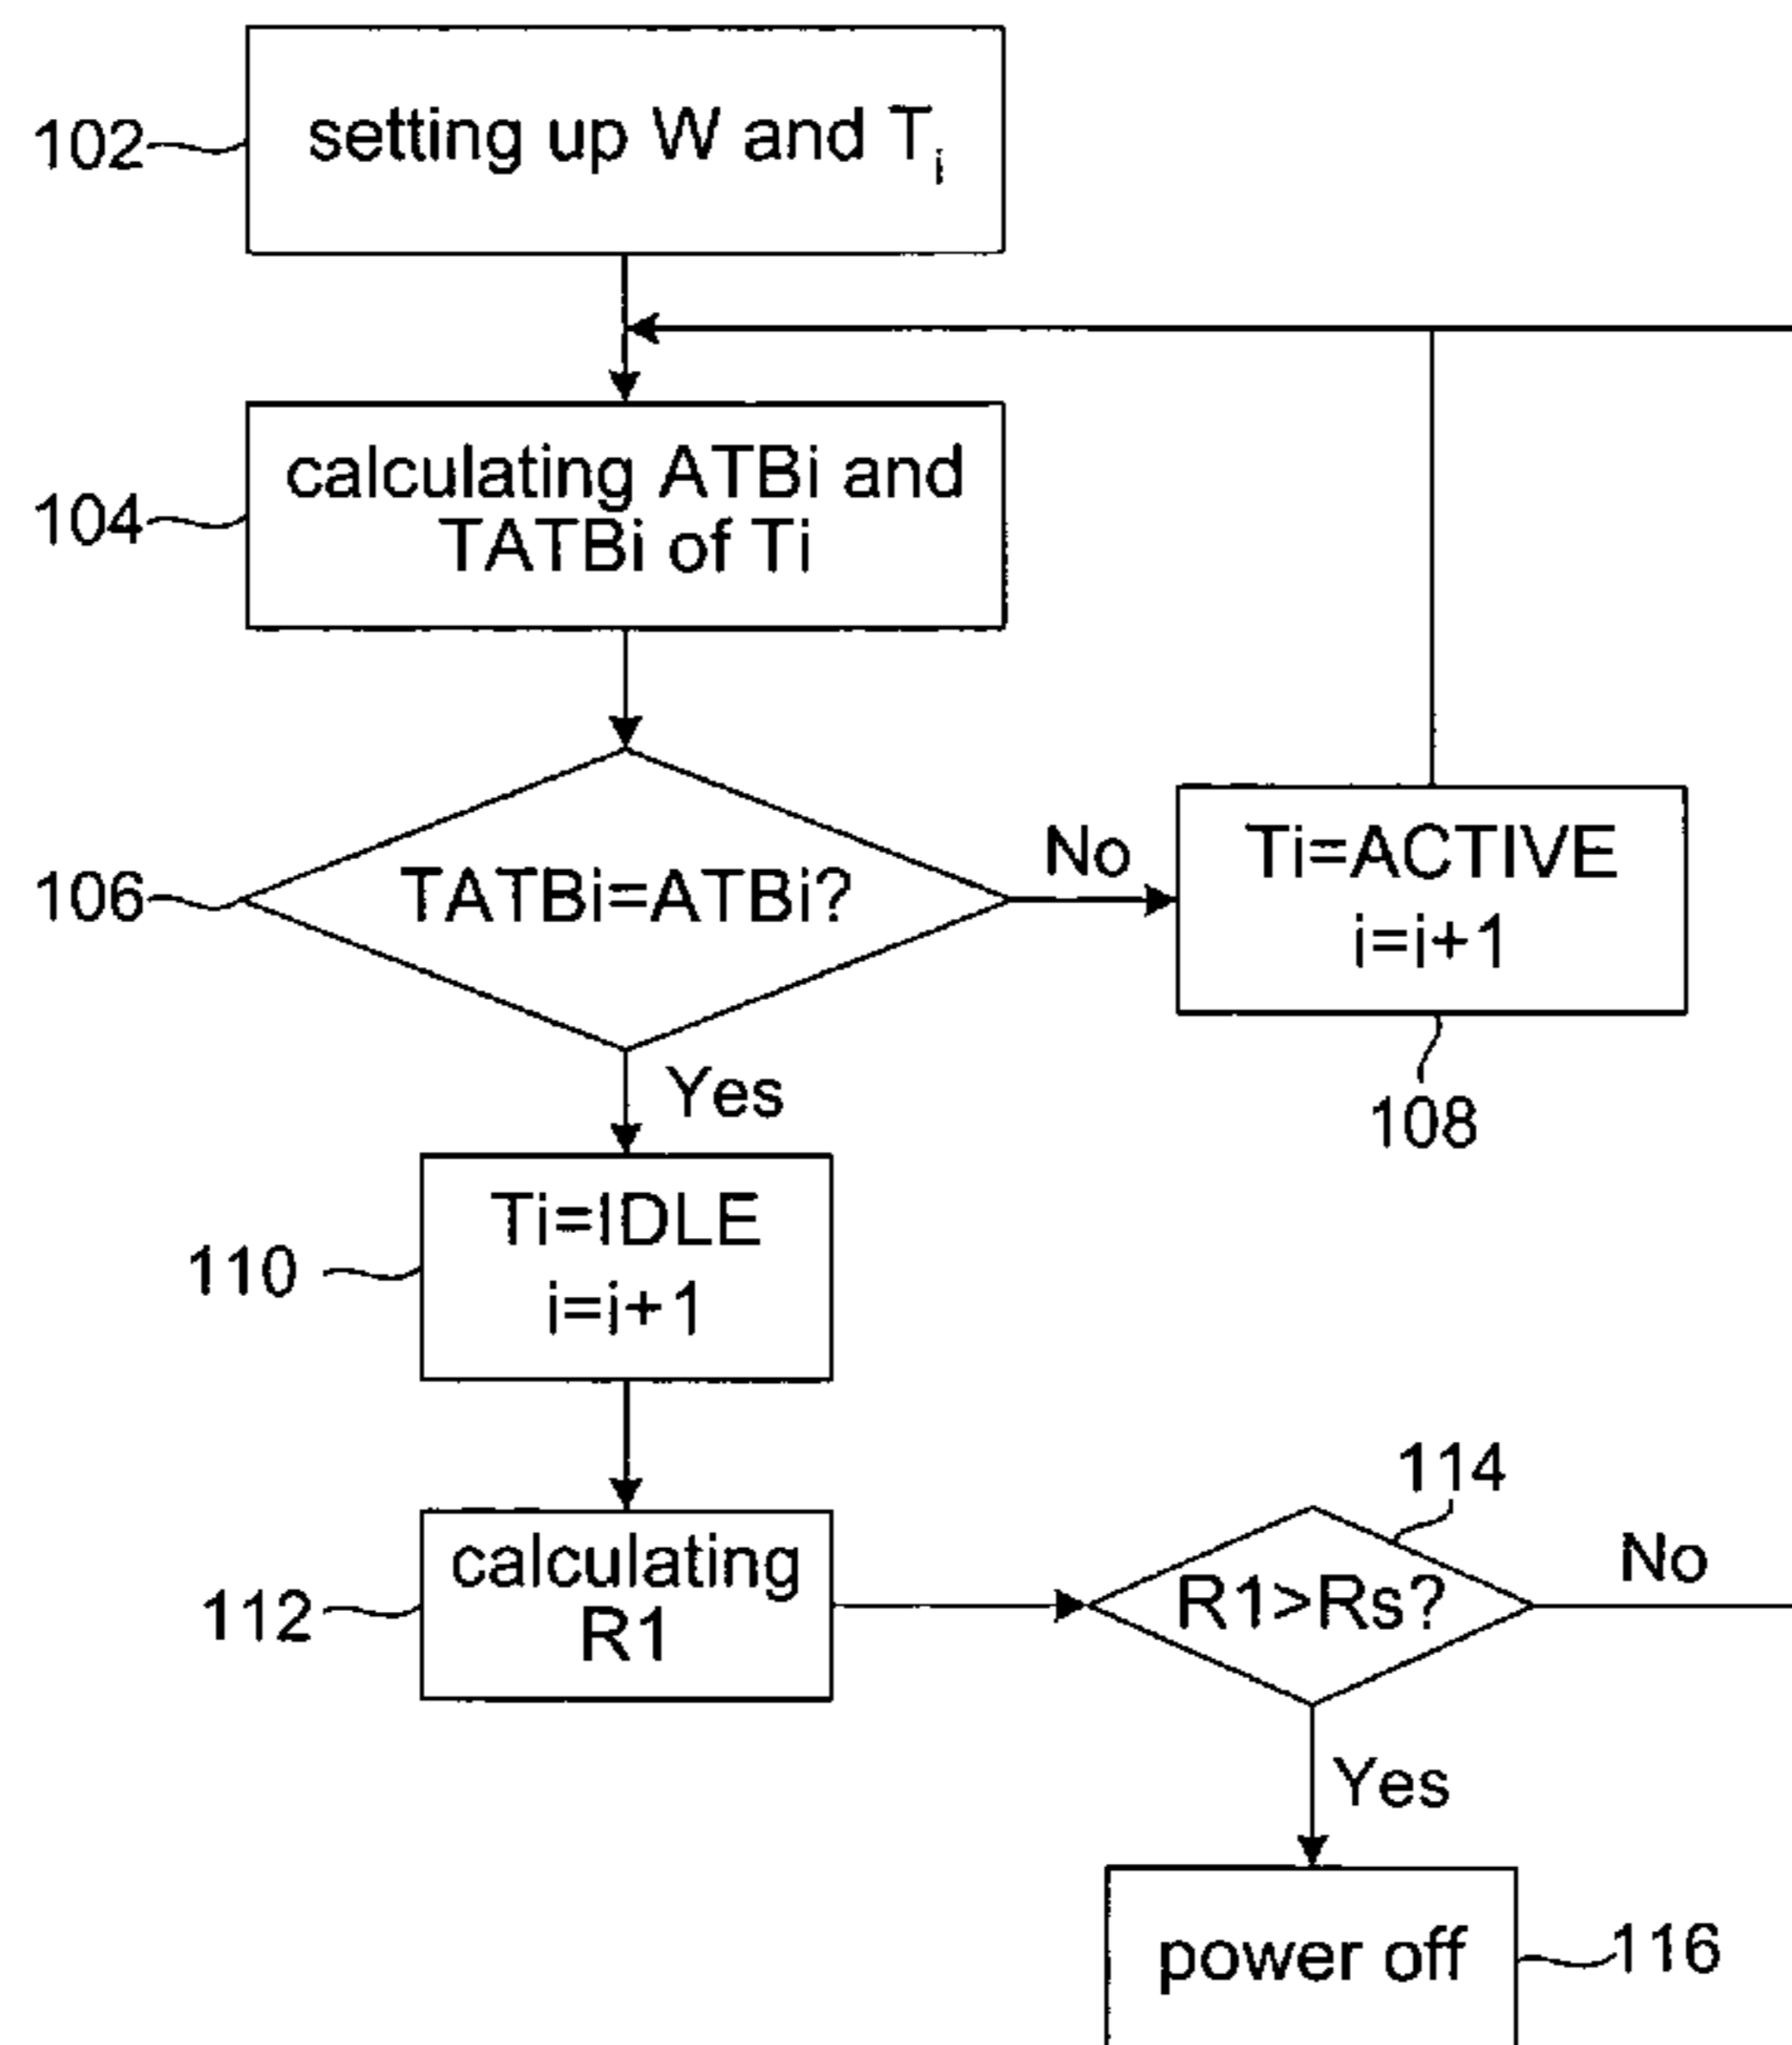 102
setting up W and Ti
104
calculating ATBi and
TATBi of Ti
106
TATBi=ATBi?
No
Ti=ACTIVE
i=i+1
108
Yes
110
Ti=IDLE
i=i+1
112
calculating
R1
114
R1>Rs?
No
Yes
power off
116